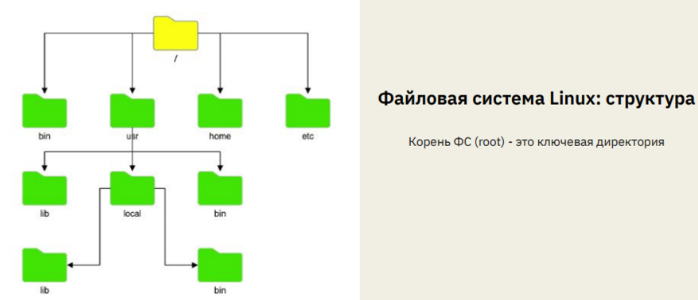 /
bin
usr
home
etc
lib
local
bin
lib
bin
Файловая система Linux: структура
Корень ФС (root) - это ключевая директория